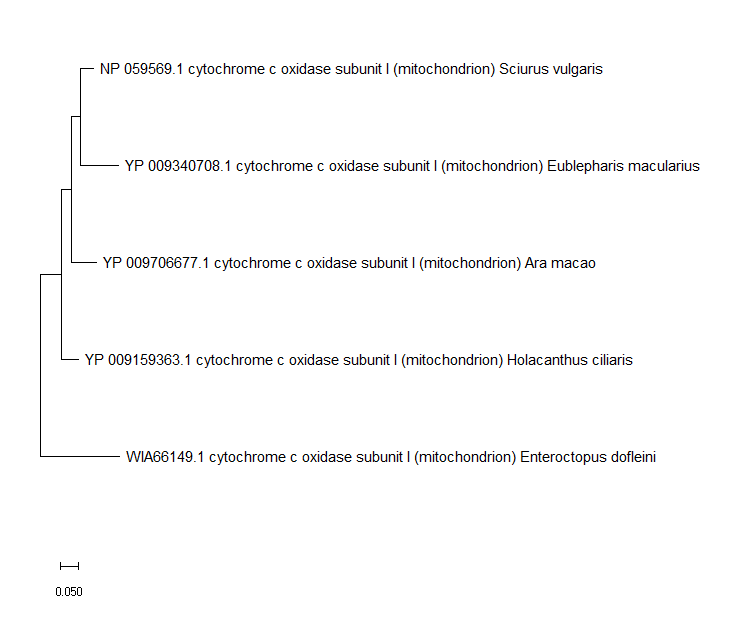 NP 059569.1 cytochrome c oxidase subunit I (mitochondrion) Sciurus vulgaris
YP 009340708.1 cytochrome c oxidase subunit I (mitochondrion) Eublepharis macularius
YP 009706677.1 cytochrome c oxidase subunit I (mitochondrion) Ara macao
YP 009159363.1 cytochrome c oxidase subunit I (mitochondrion) Holacanthus ciliaris
WIA66149.1 cytochrome c oxidase subunit I (mitochondrion) Enteroctopus dofleini
0.050